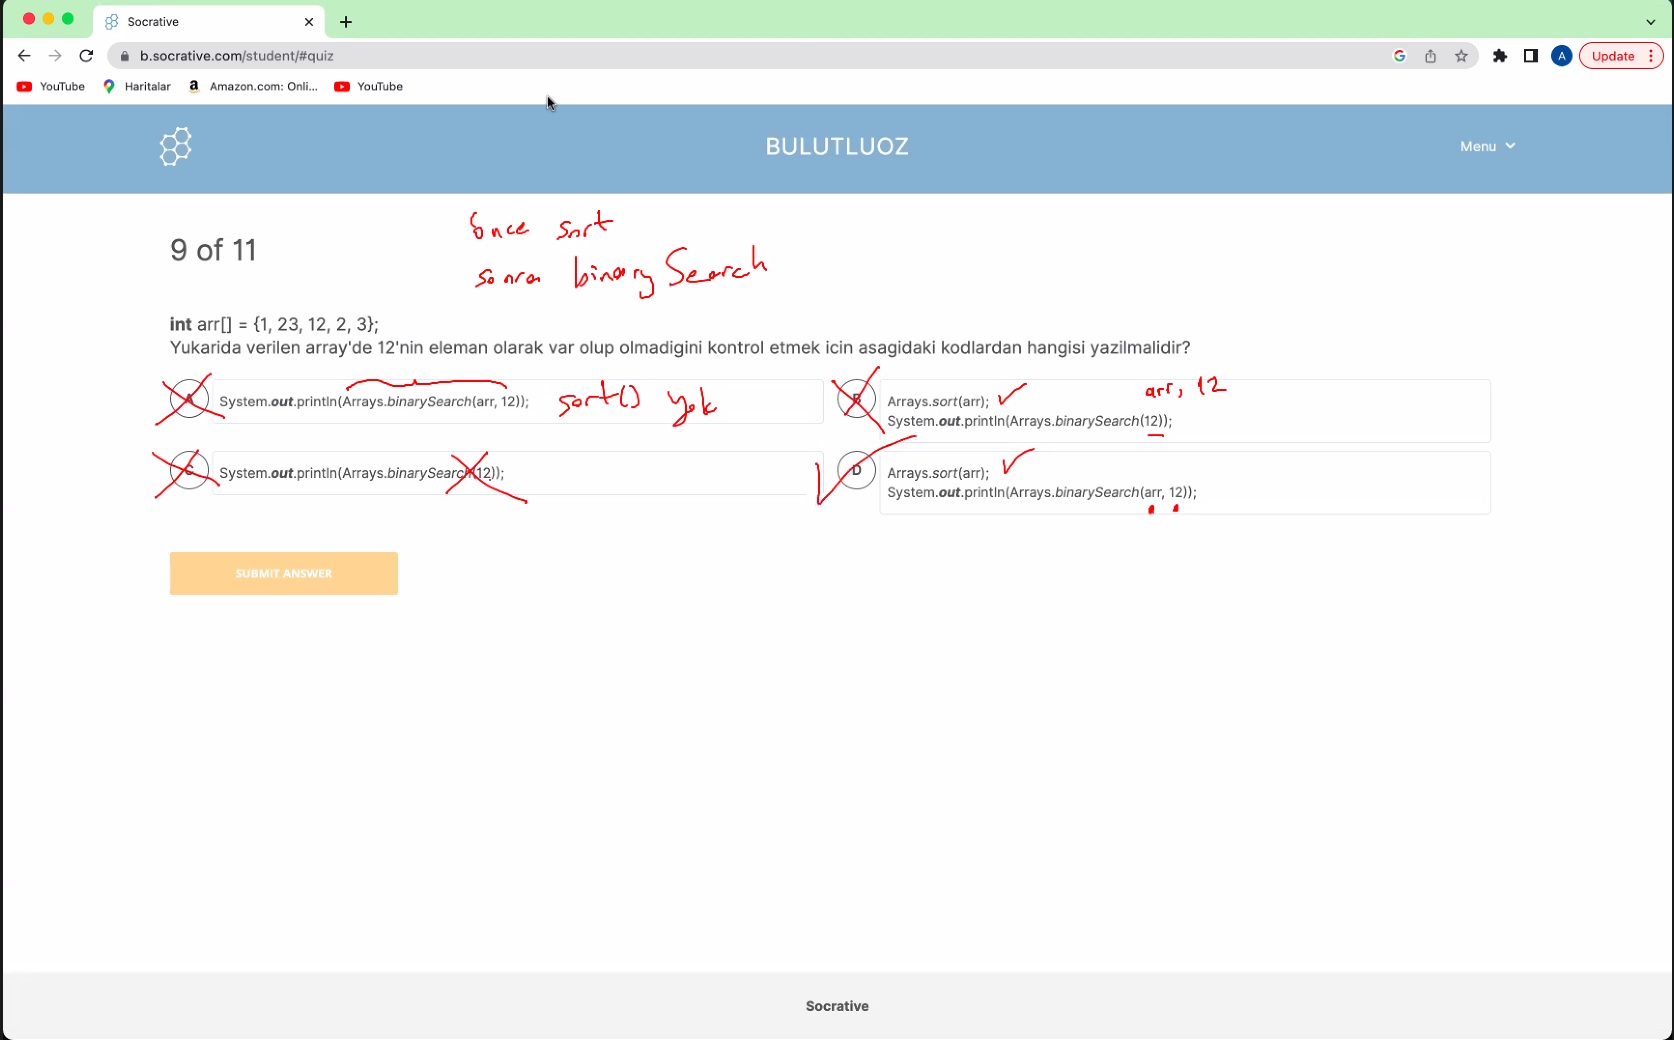 Socrative
b.socrative.com/student/#quiz
A
Update
YouTube
Haritalar
a
Amazon.com: Onli...
YouTube
BULUTLUOZ
Menu
önce sort
9 of 11
sonra binarySearch
int arr[] = {1, 23, 12, 2, 3};
Yukarida verilen array'de 12'nin eleman olarak var olup olmadigini kontrol etmek icin asagidaki kodlardan hangisi yazilmalidir?
A
System.out.println(Arrays.binarySearch(arr, 12));
sort() yok
B
Arrays.sort(arr);
arr, 12
System.out.println(Arrays.binarySearch(12));
C
System.out.println(Arrays.binarySearch(12));
D
Arrays.sort(arr);
System.out.println(Arrays.binarySearch(arr, 12));
SUBMIT ANSWER
Socrative